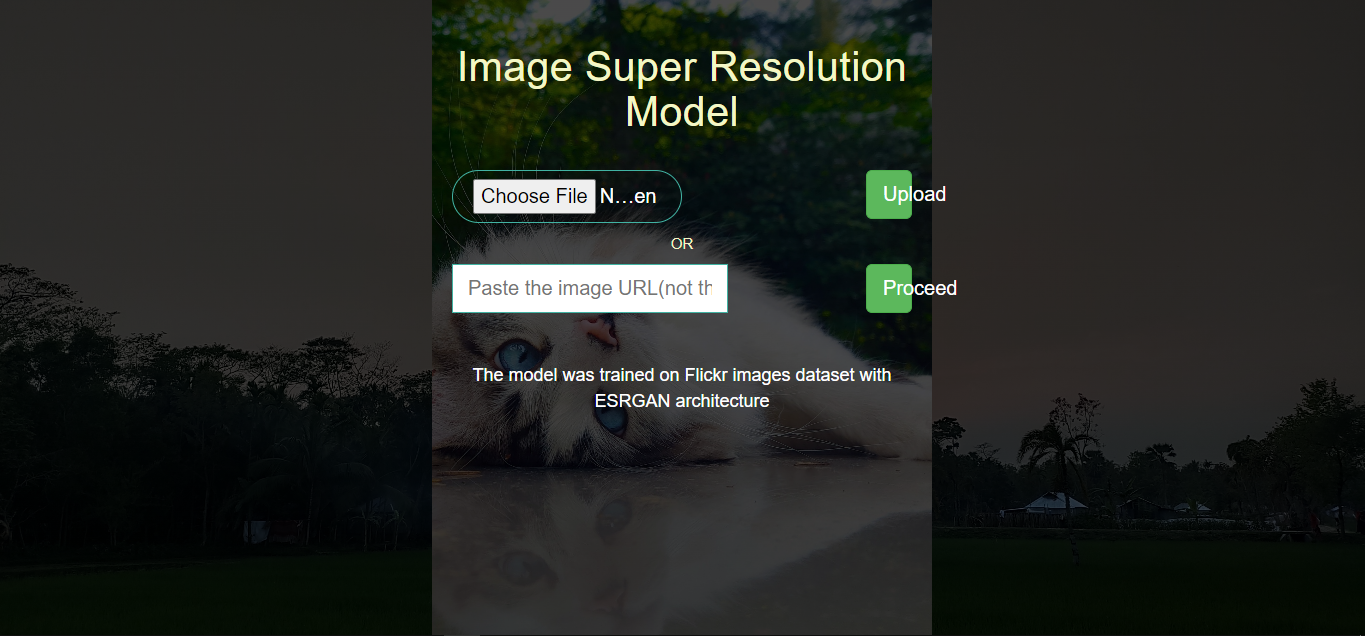 Image Super Resolution
Model
Choose File N...en Upload
OR
Paste the image URL(not th Proceed
The model was trained on Flickr images dataset with
ESRGAN architecture